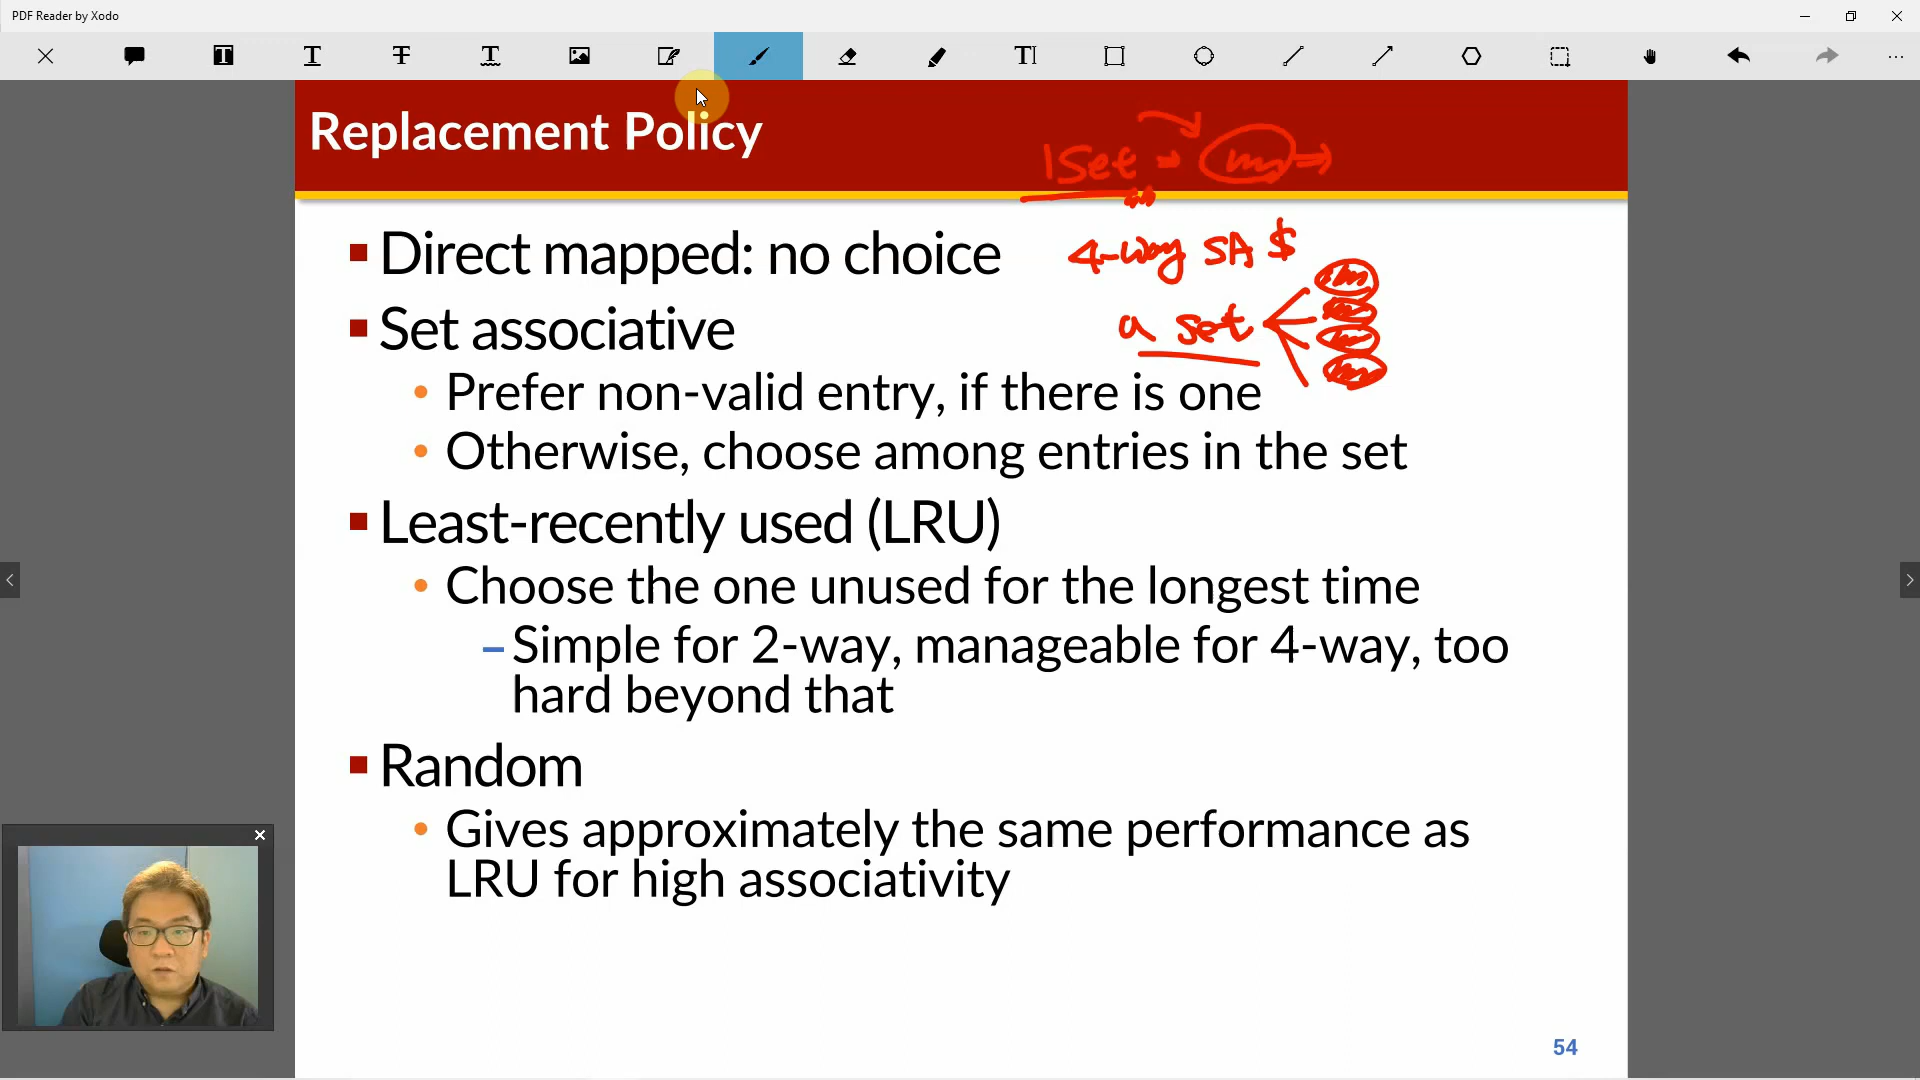 PDF Reader by Xodo
Replacement Policy
1Set
Direct mapped: no choice
4-way SA $
Set associative
a set
Prefer non-valid entry, if there is one
Otherwise, choose among entries in the set
Least-recently used (LRU)
Choose the one unused for the longest time
–Simple for 2-way, manageable for 4-way, too
hard beyond that
Random
Gives approximately the same performance as
LRU for high associativity
54